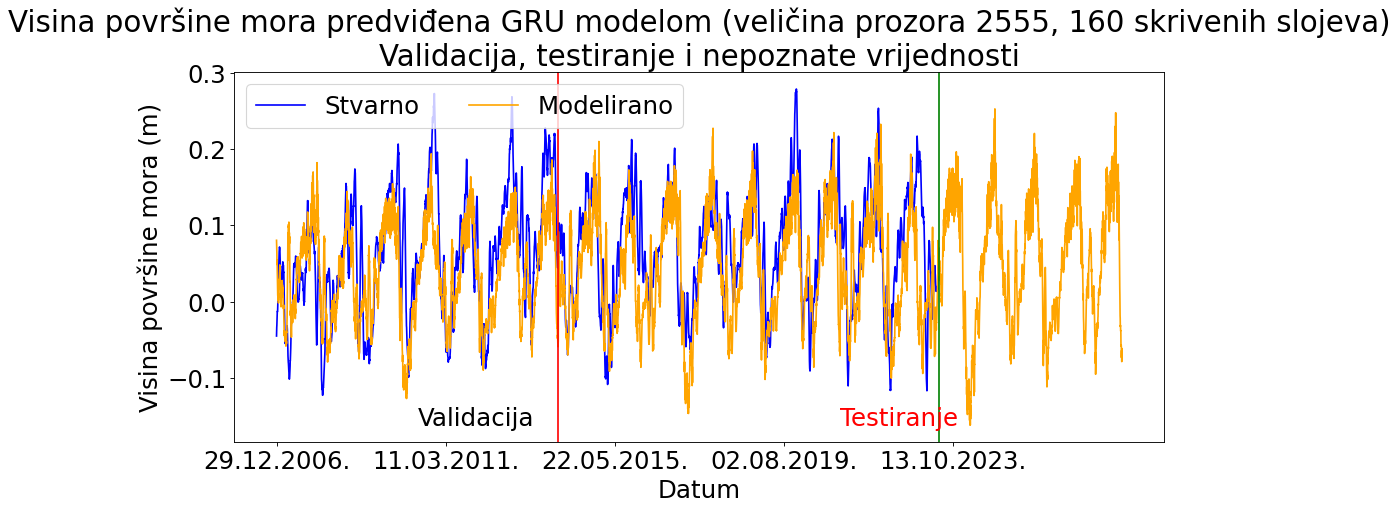 Visina površine mora predviđena GRU modelom (veličina prozora 2555, 160 skrivenih slojeva)
Validacija, testiranje i nepoznate vrijednosti
Stvarno
Modelirano
Visina površine mora (m)
0.3
0.2
0.1
0.0
−0.1
Validacija
Testiranje
29.12.2006.
11.03.2011.
22.05.2015.
02.08.2019.
13.10.2023.
Datum